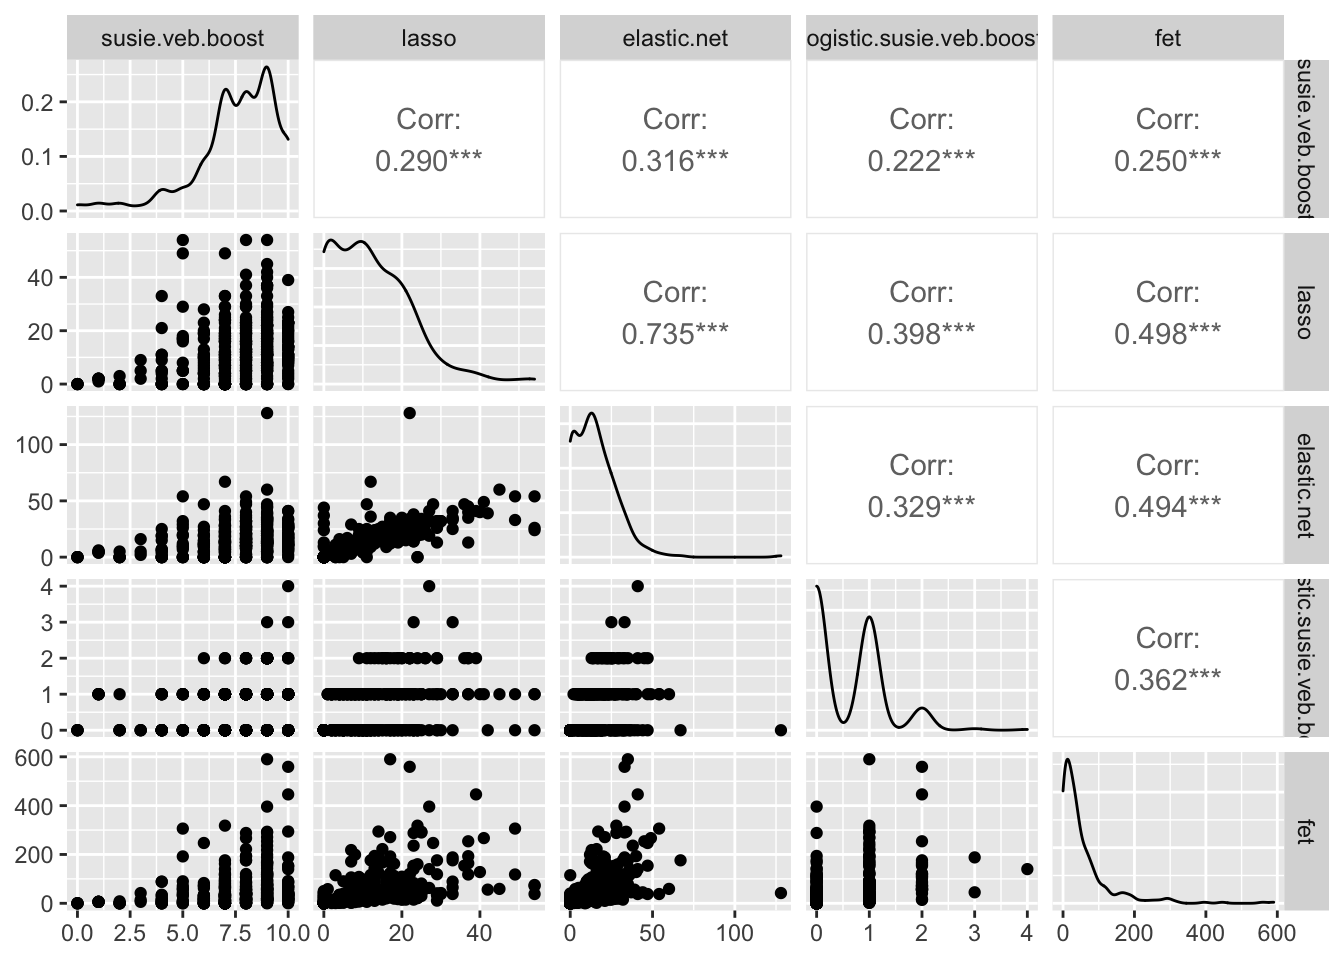 susie.veb.boost lasso elastic.net ogistic.susie.veb.boost fet
0.2
0.1
0.0
Corr:
0.290***
Corr:
0.316***
Corr:
0.222***
Corr:
0.250***
susie.veb.boost
40
20
0
Corr:
0.735***
Corr:
0.398***
Corr:
0.498***
lasso
100
50
0
Corr:
0.329***
Corr:
0.494***
elastic.net
4
3
2
1
0
Corr:
0.362***
stic.susie.veb.bo
600
400
200
0
fet
0.0 2.5 5.0 7.5 10.0 0 20 40 0 50 100 0 1 2 3 4 0 200 400 600